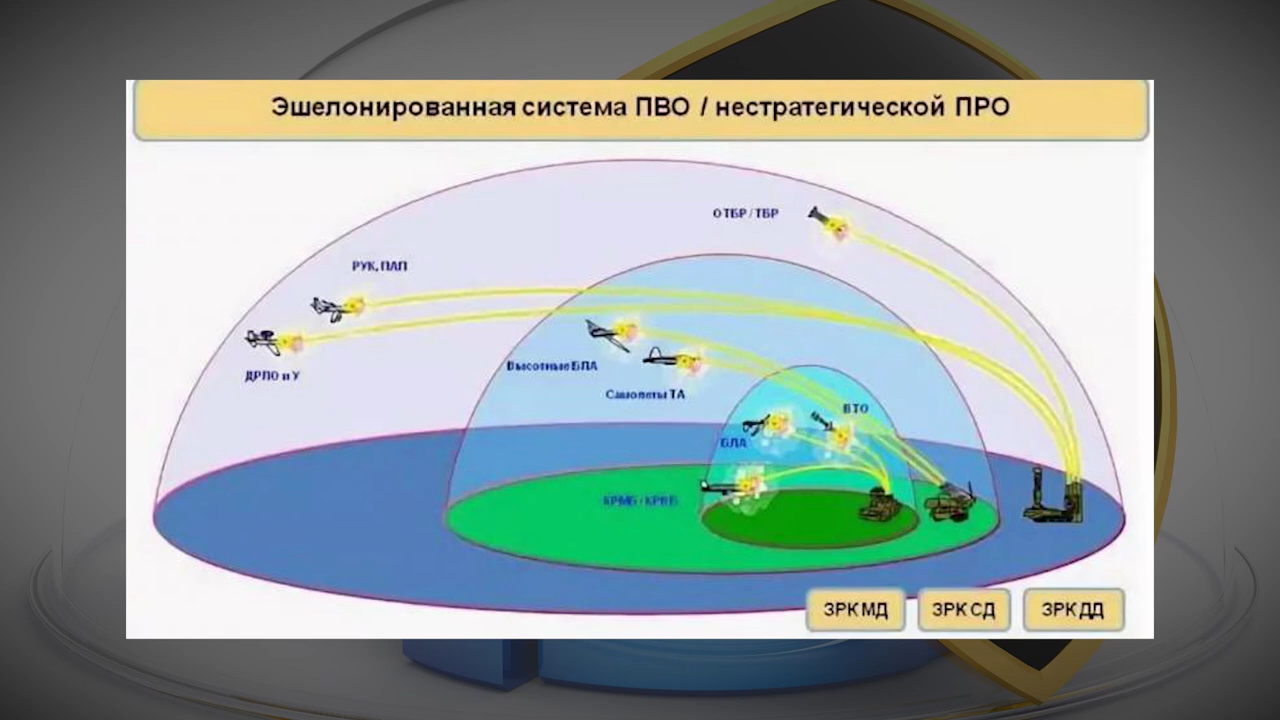 Эшелонированная система ПВО / нестратегической ПРО
ОТБР / ТБР
РУК, ПАП
ДРЛО и У
Высотные БЛА
Самолеты ТА
ВТО
БЛА
КРМБ / КРВБ
ЗРК МД
ЗРК СД
ЗРК ДД